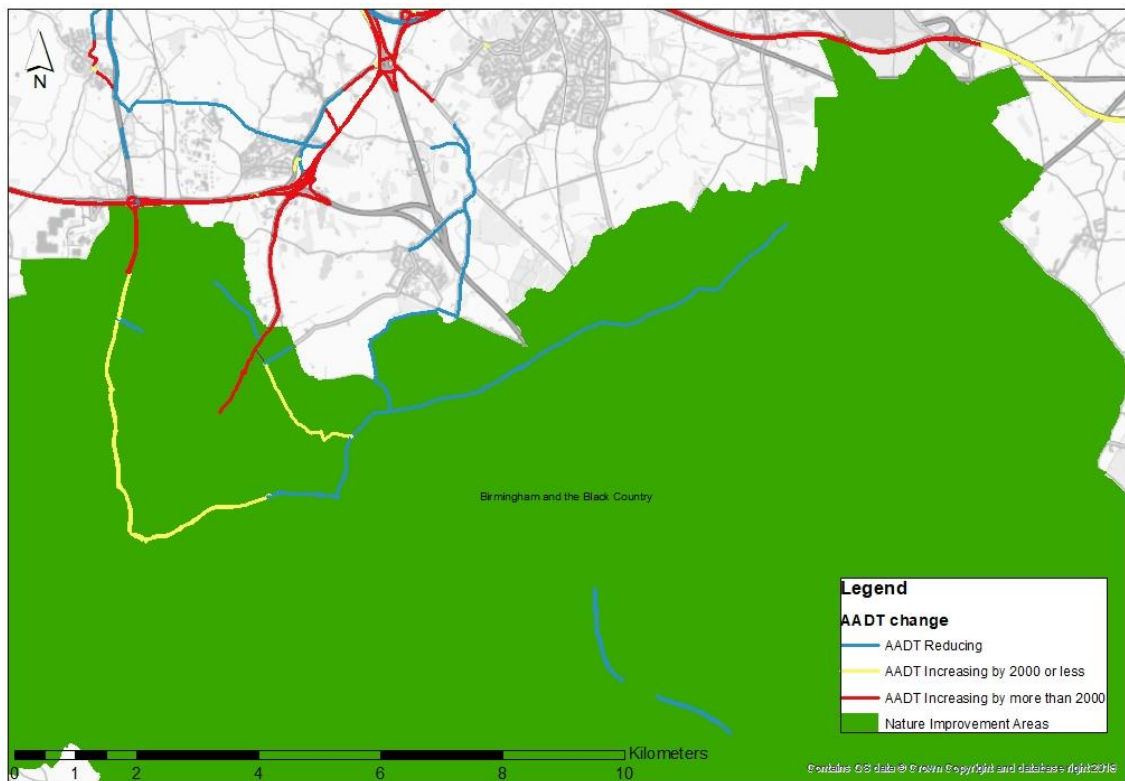 N
Birmingham and the Black Country
Legend
AADT change
AADT Reducing
AADT Increasing by 2000 or less
AADT Increasing by more than 2000
Nature Improvement Areas
Kilometers
0 1 2 4 6 8 10
Contains OS data © Crown Copyright and database right 2016